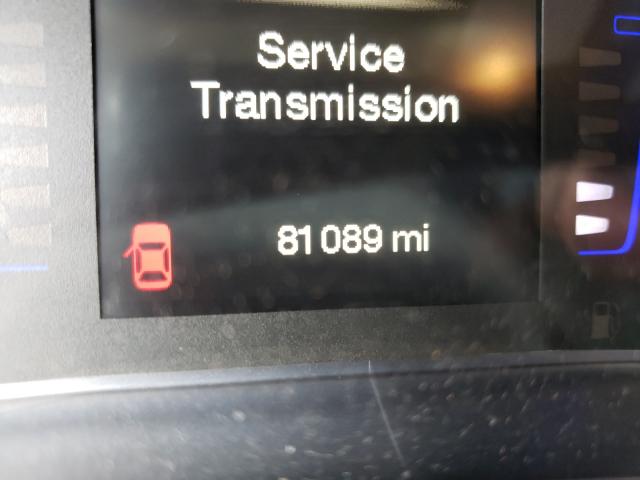 Service
Transmission
81089 mi